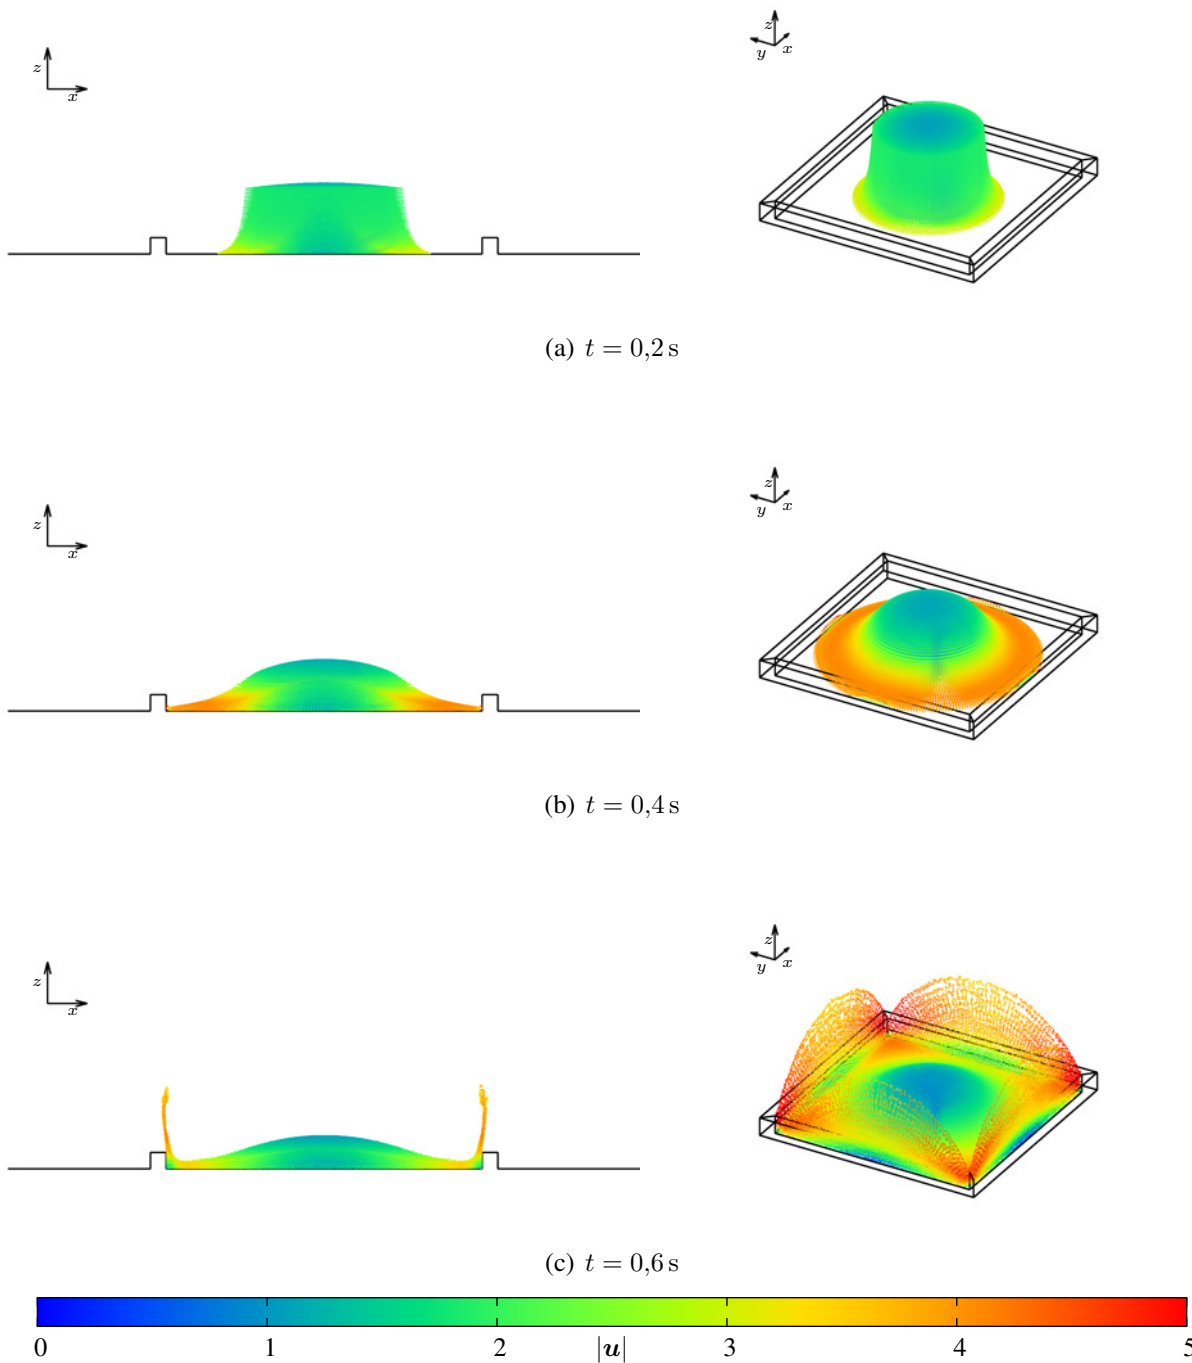 z
x
z
y x
(a) t = 0,2 s
z
x
z
y x
(b) t = 0,4 s
z
x
z
y x
(c) t = 0,6 s
0 1 2 |u| 3 4 5